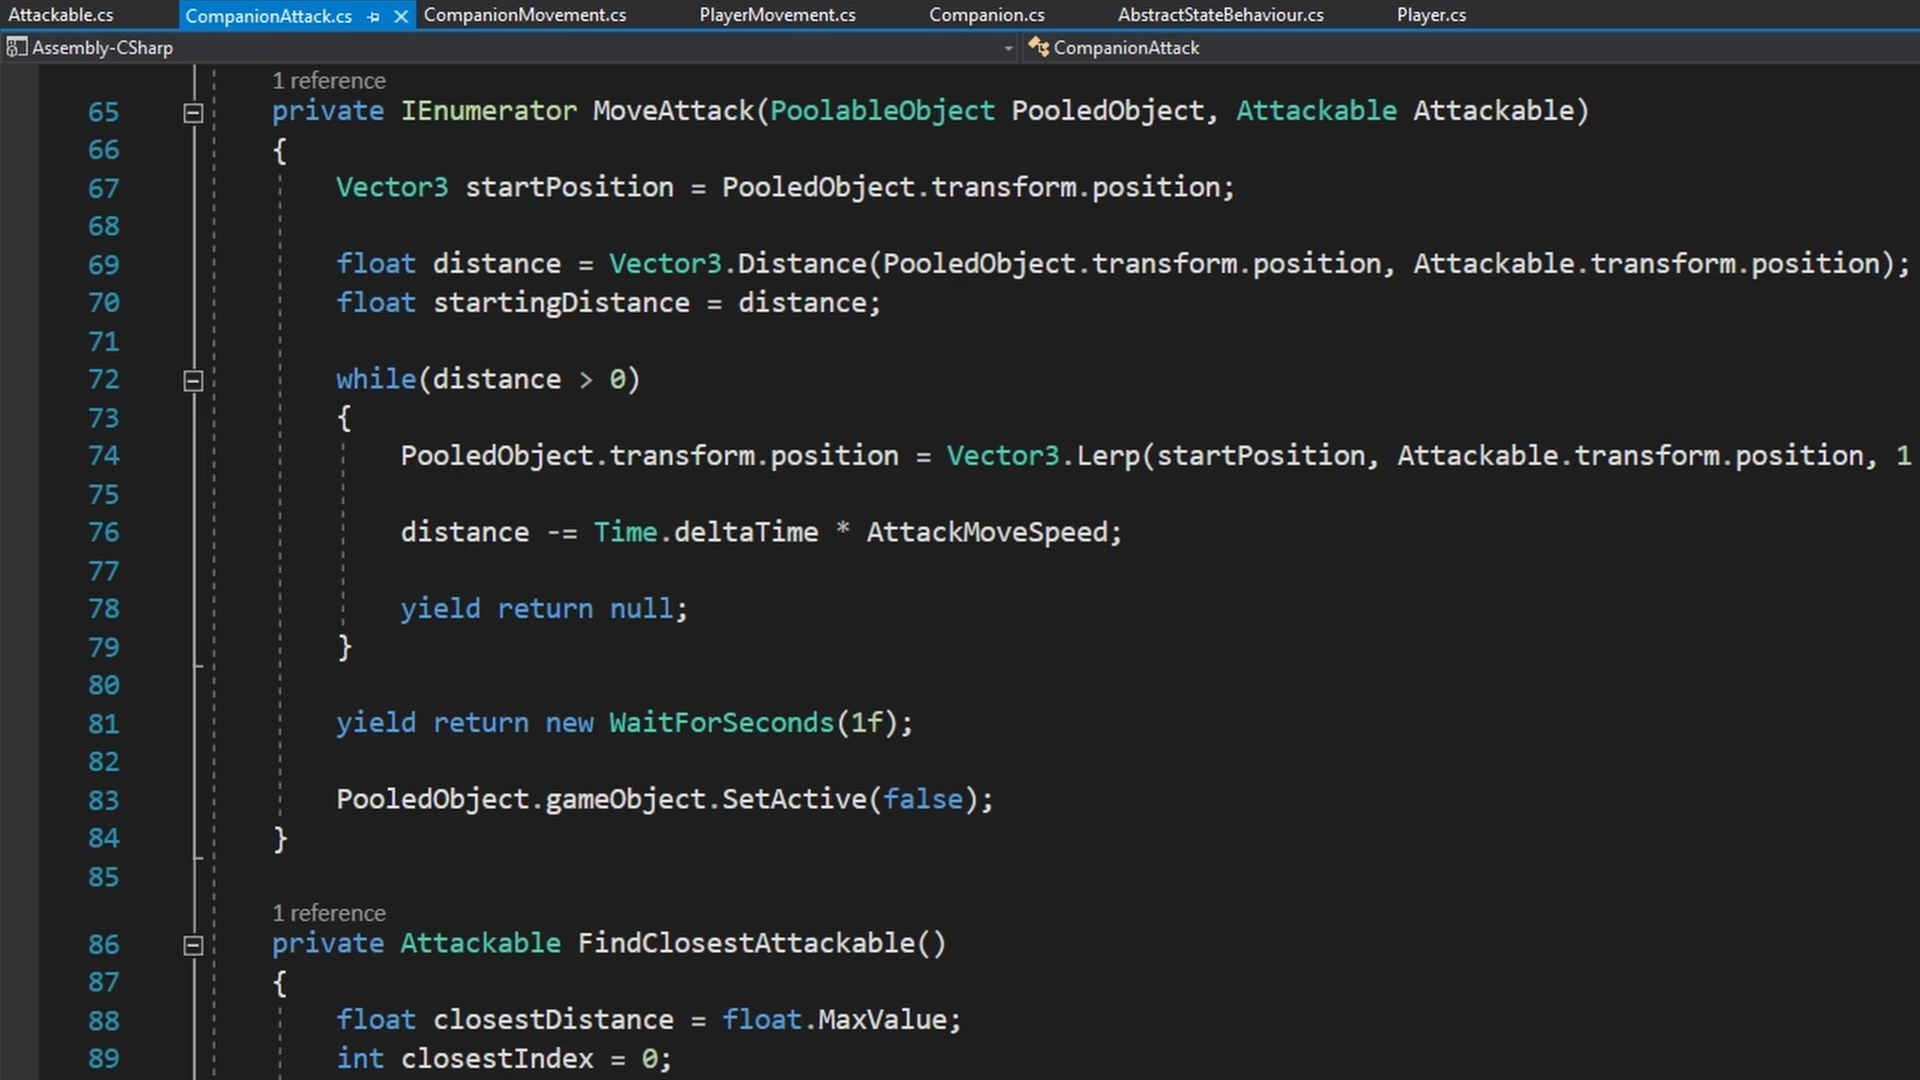 Attackable.cs CompanionAttack.cs CompanionMovement.cs PlayerMovement.cs Companion.cs AbstractStateBehaviour.cs Player.cs
Assembly-CSharp CompanionAttack
1 reference
65 private IEnumerator MoveAttack(PoolableObject PooledObject, Attackable Attackable)
66 {
67 Vector3 startPosition = PooledObject.transform.position;
68
69 float distance = Vector3.Distance(PooledObject.transform.position, Attackable.transform.position);
70 float startingDistance = distance;
71
72 while(distance > 0)
73 {
74 PooledObject.transform.position = Vector3.Lerp(startPosition, Attackable.transform.position, 1
75
76 distance -= Time.deltaTime * AttackMoveSpeed;
77
78 yield return null;
79 }
80
81 yield return new WaitForSeconds(1f);
82
83 PooledObject.gameObject.SetActive(false);
84 }
85
1 reference
86 private Attackable FindClosestAttackable()
87 {
88 float closestDistance = float.MaxValue;
89 int closestIndex = 0;